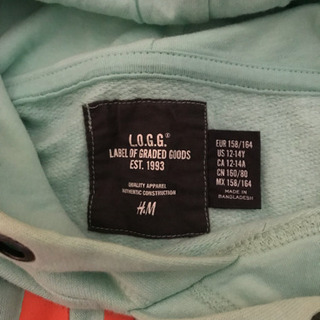 L.O.G.G.®
LABEL OF GRADED GOODS
EST. 1993
QUALITY APPAREL
AUTHENTIC CONSTRUCTION
H&M
EUR 158/164
US 12-14Y
CA 12-14A
CN 160/80
MX 158/164
MADE IN
BANGLADESH